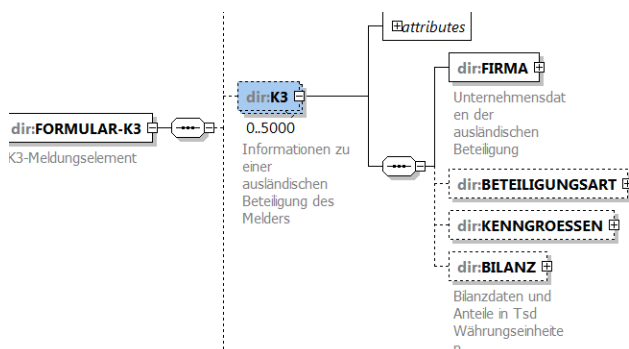 attributes
dir:FIRMA
Unternehmensdat
en der
ausländischen
Beteiligung
dir:K3
0..5000
Informationen zu
einer
ausländischen
Beteiligung des
Melders
dir:FORMULAR-K3
K3-Meldungselement
dir:BETEILIGUNGSART
dir:KENNGROESSEN
dir:BILANZ
Bilanzdaten und
Anteile in Tsd
Währungseinheite
n